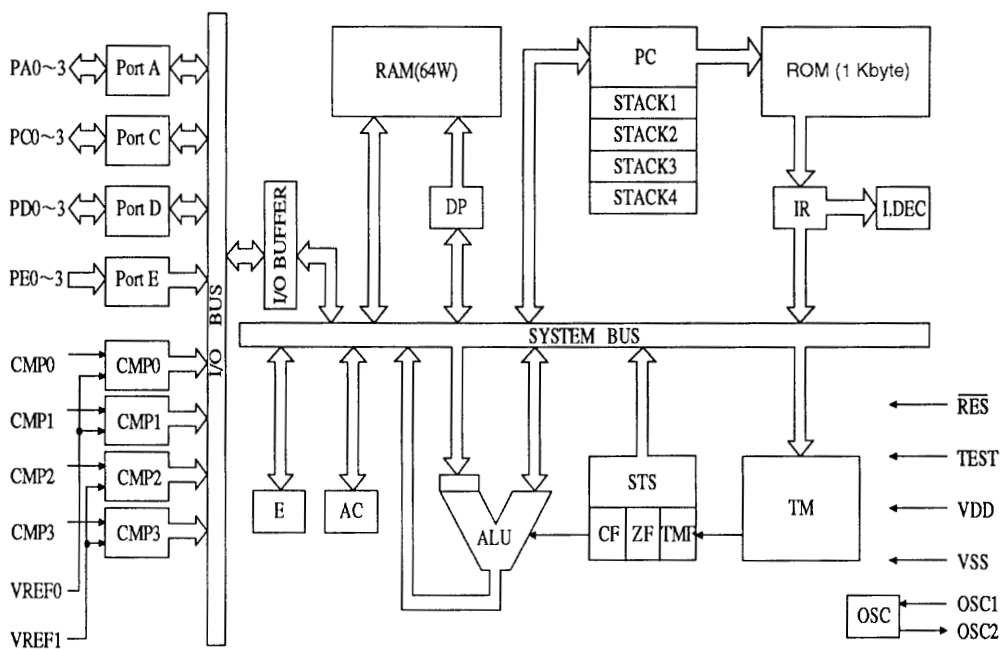 PA0~3
Port A
PC0~3
Port C
PD0~3
Port D
PE0~3
Port E
CMP0
CMP0
CMP1
CMP1
CMP2
CMP2
CMP3
CMP3
VREF0
VREF1
I/O BUS
I/O BUFFER
RAM(64W)
DP
PC
STACK1
STACK2
STACK3
STACK4
ROM (1 Kbyte)
IR
I.DEC
SYSTEM BUS
E
AC
ALU
STS
CF
ZF
TMF
TM
RES
TEST
VDD
VSS
OSC
OSC1
OSC2